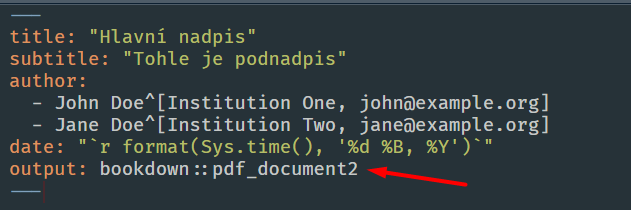 ---
title: "Hlavní nadpis"
subtitle: "Tohle je podnadpis"
author:
  - John Doe^[Institution One, john@example.org]
  - Jane Doe^[Institution Two, jane@example.org]
date: "`r format(Sys.time(), '%d %B, %Y')`"
output: bookdown::pdf_document2
---